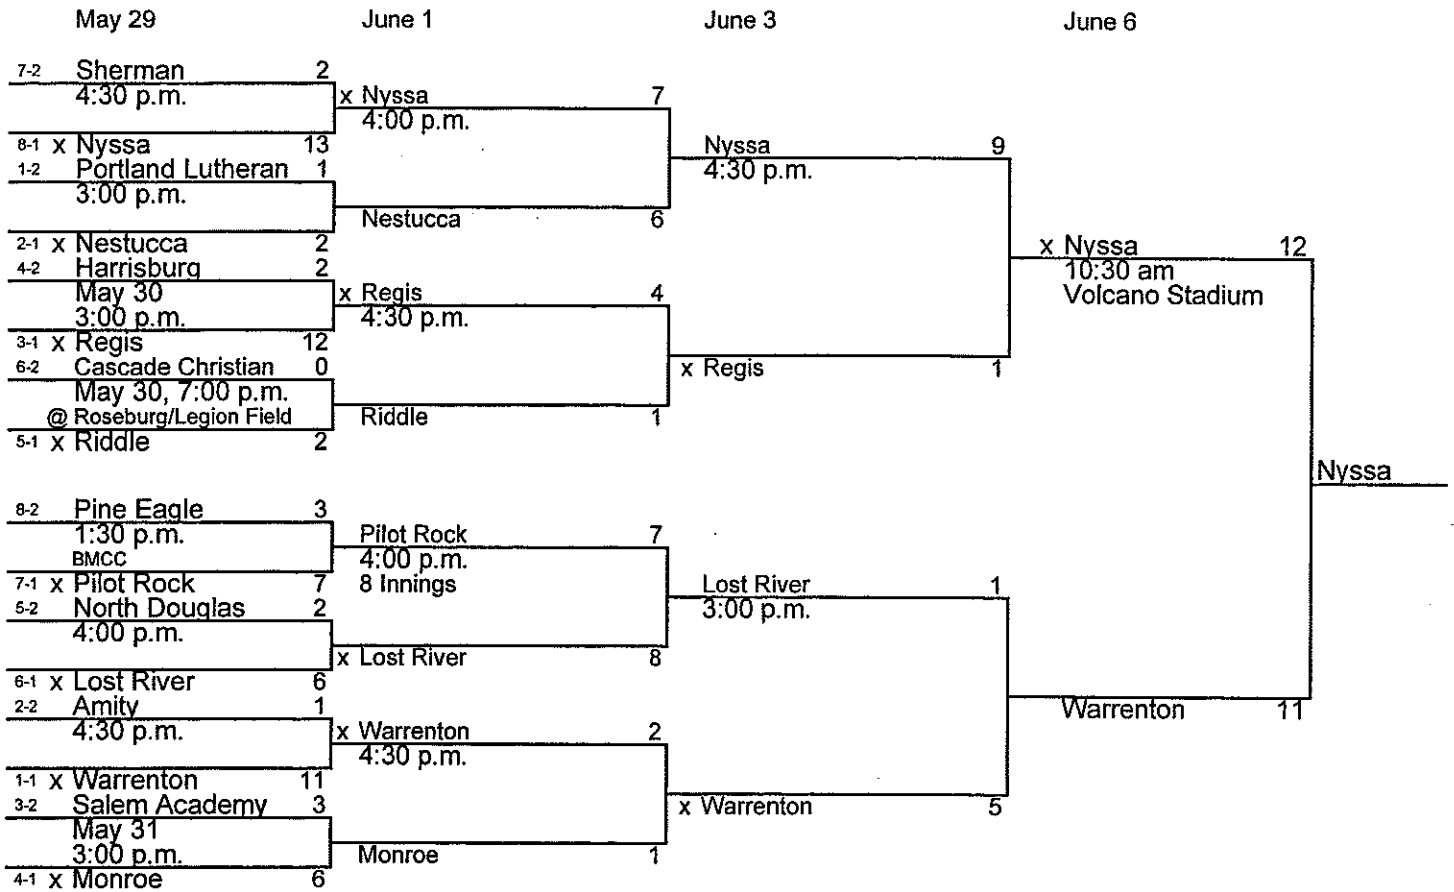 May 29 June 1 June 3 June 6
7-2 Sherman 2
4:30 p.m.
8-1 x Nyssa 13
1-2 Portland Lutheran 1
3:00 p.m.
2-1 x Nestucca 2
4-2 Harrisburg 2
May 30
3:00 p.m.
3-1 x Regis 12
6-2 Cascade Christian 0
May 30, 7:00 p.m.
@ Roseburg/Legion Field
5-1 x Riddle 2
8-2 Pine Eagle 3
1:30 p.m.
BMCC
7-1 x Pilot Rock 7
5-2 North Douglas 2
4:00 p.m.
6-1 x Lost River 6
2-2 Amity 1
4:30 p.m.
1-1 x Warrenton 11
3-2 Salem Academy 3
May 31
3:00 p.m.
4-1 x Monroe 6
x Nyssa 7
4:00 p.m.
Nestucca 6
x Regis 4
4:30 p.m.
Riddle 1
Pilot Rock 7
4:00 p.m.
8 Innings
x Lost River 8
x Warrenton 2
4:30 p.m.
Monroe 1
Nyssa 9
4:30 p.m.
x Regis 1
Lost River 1
3:00 p.m.
x Warrenton 5
x Nyssa 12
10:30 am
Volcano Stadium
Warrenton 11
Nyssa